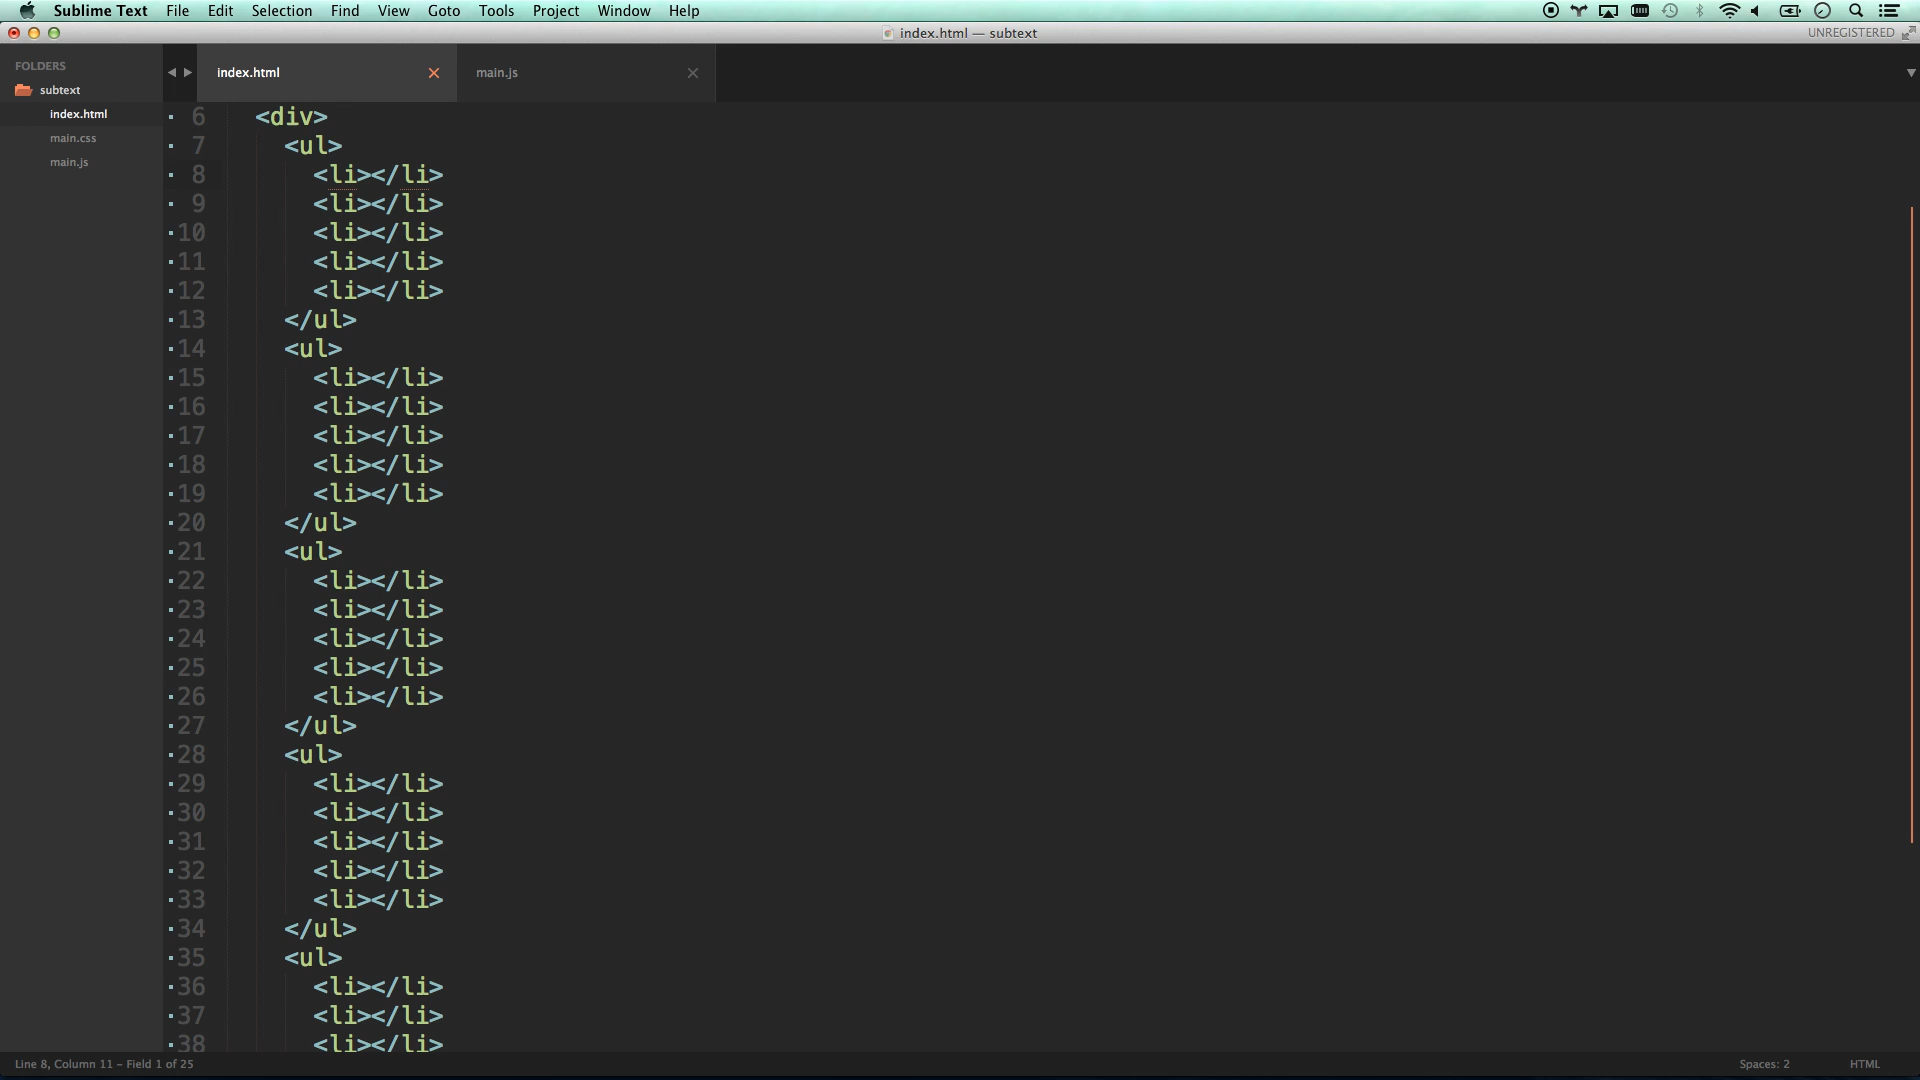 Sublime Text File Edit Selection Find View Goto Tools Project Window Help
index.html — subtext
UNREGISTERED
FOLDERS
subtext
index.html
main.css
main.js
index.html
main.js
6 <div>
7 <ul>
8 <li></li>
9 <li></li>
10 <li></li>
11 <li></li>
12 <li></li>
13 </ul>
14 <ul>
15 <li></li>
16 <li></li>
17 <li></li>
18 <li></li>
19 <li></li>
20 </ul>
21 <ul>
22 <li></li>
23 <li></li>
24 <li></li>
25 <li></li>
26 <li></li>
27 </ul>
28 <ul>
29 <li></li>
30 <li></li>
31 <li></li>
32 <li></li>
33 <li></li>
34 </ul>
35 <ul>
36 <li></li>
37 <li></li>
38 <li></li>
Line 8, Column 11 – Field 1 of 25
Spaces: 2
HTML